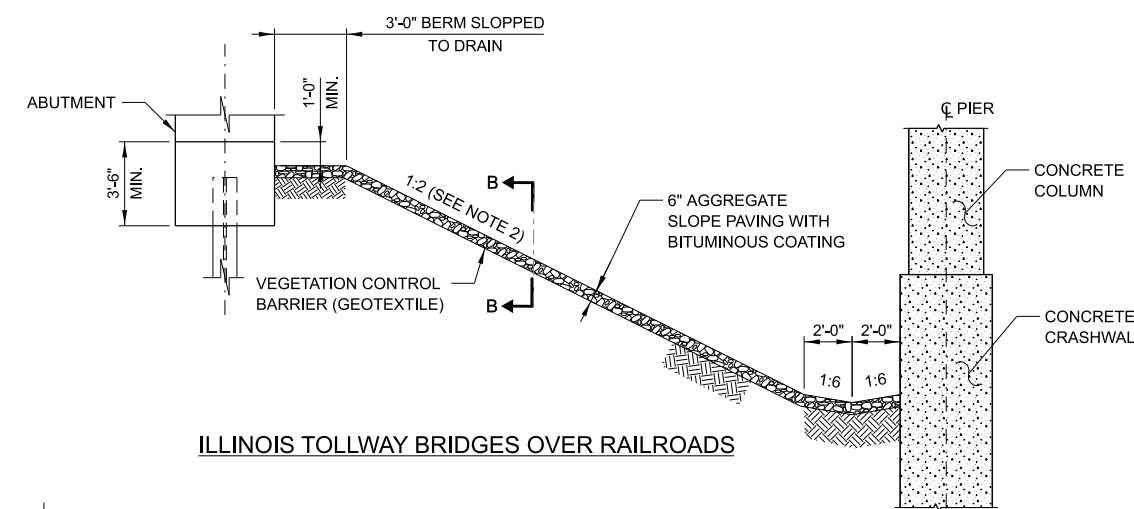 3'-0" BERM SLOPPED
TO DRAIN
1'-0"
MIN.
ABUTMENT
3'-6"
MIN.
℄ PIER
CONCRETE
COLUMN
1:2 (SEE NOTE 2)
B
6" AGGREGATE
SLOPE PAVING WITH
BITUMINOUS COATING
VEGETATION CONTROL
BARRIER (GEOTEXTILE)
B
2'-0"
2'-0"
1:6
1:6
CONCRETE
CRASHWAL
ILLINOIS TOLLWAY BRIDGES OVER RAILROADS